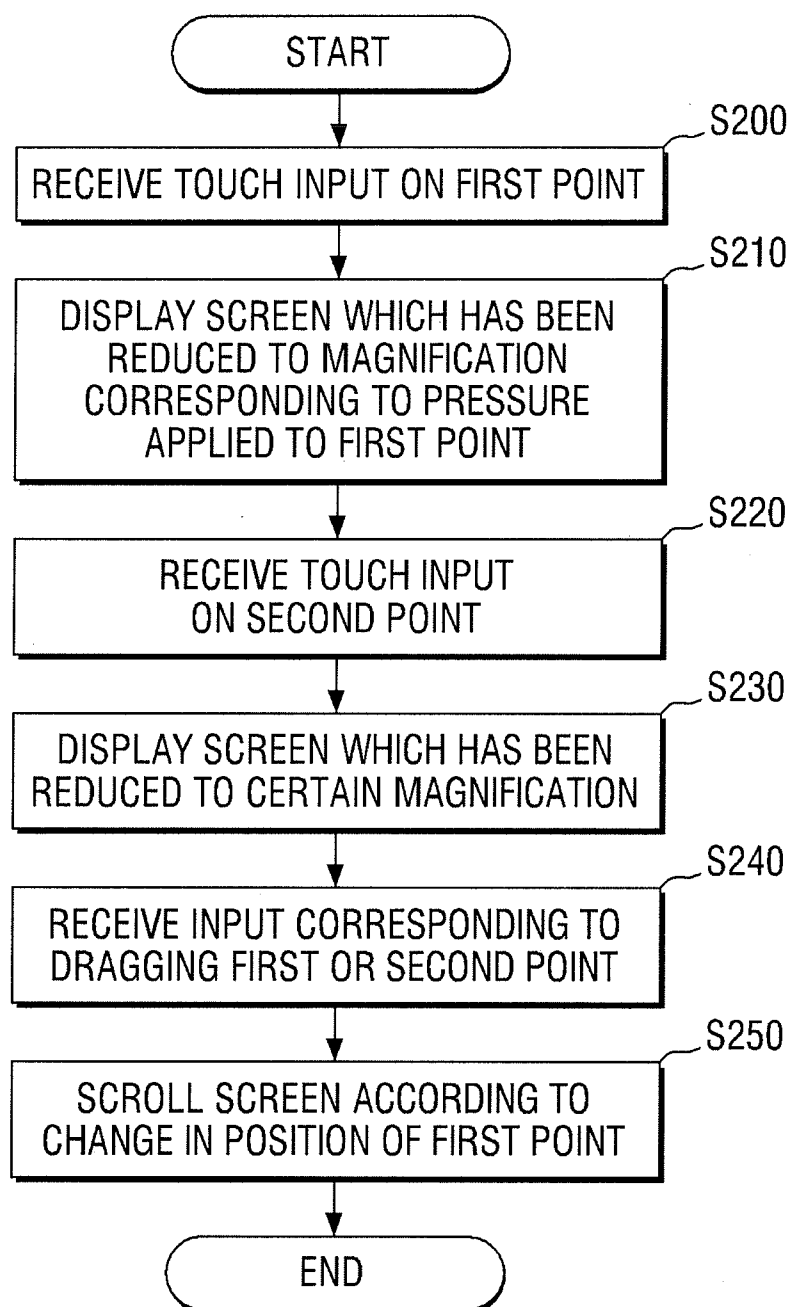 START
S200
RECEIVE TOUCH INPUT ON FIRST POINT
S210
DISPLAY SCREEN WHICH HAS BEEN
REDUCED TO MAGNIFICATION
CORRESPONDING TO PRESSURE
APPLIED TO FIRST POINT
S220
RECEIVE TOUCH INPUT
ON SECOND POINT
S230
DISPLAY SCREEN WHICH HAS BEEN
REDUCED TO CERTAIN MAGNIFICATION
S240
RECEIVE INPUT CORRESPONDING TO
DRAGGING FIRST OR SECOND POINT
S250
SCROLL SCREEN ACCORDING TO
CHANGE IN POSITION OF FIRST POINT
END